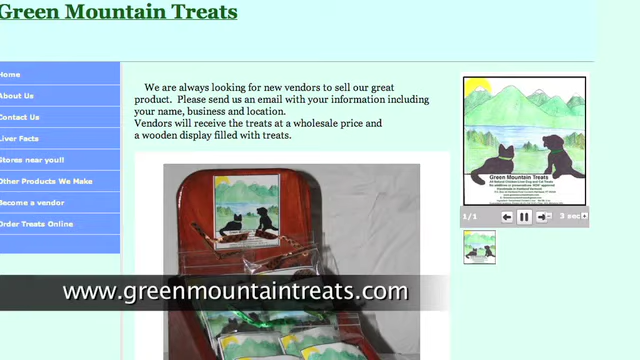 Green Mountain Treats
Home
About Us
Contact Us
Liver Facts
Stores near you!!
Other Products We Make
Become a vendor
Order Treats Online
We are always looking for new vendors to sell our great
product. Please send us an email with your information including
your name, business and location.
Vendors will receive the treats at a wholesale price and
a wooden display filled with treats.
Green Mountain Treats
1/1
3 sec
www.greenmountaintreats.com